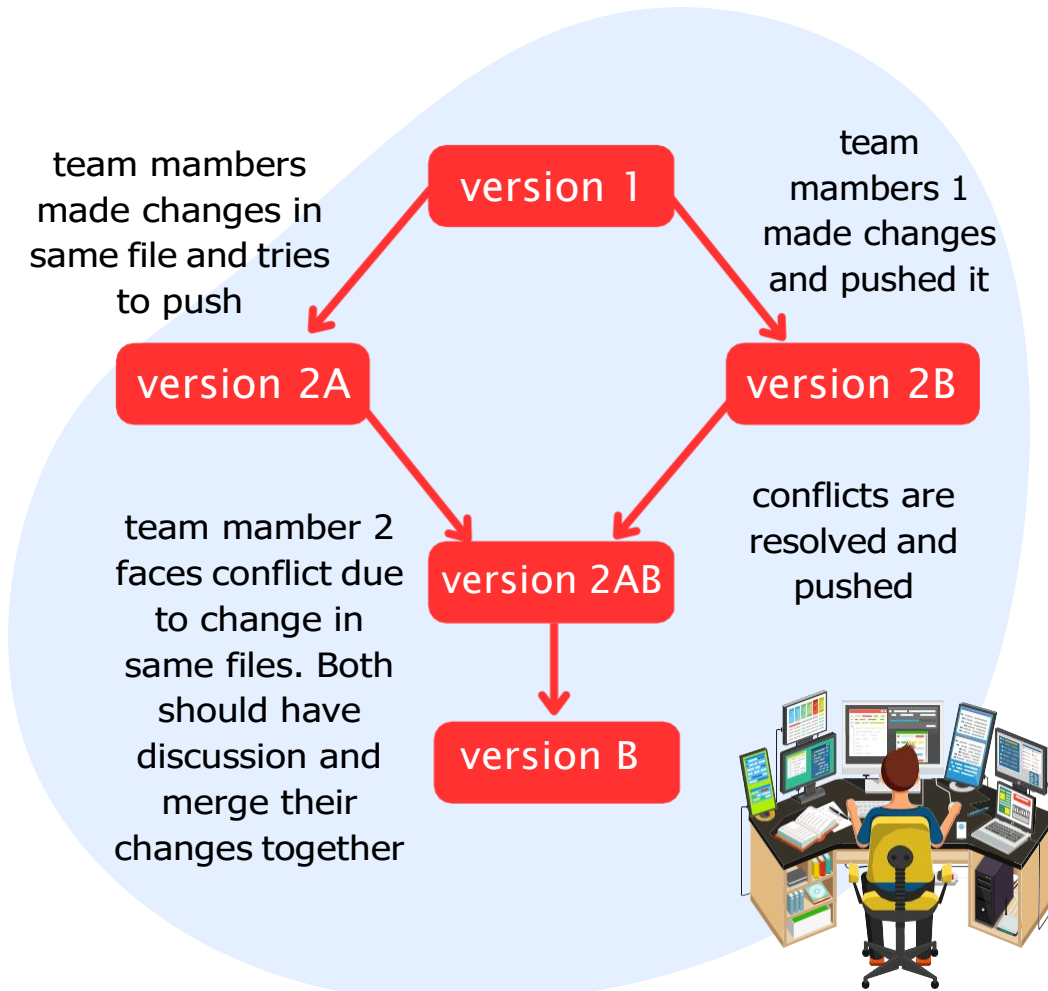 team mambers
made changes in
same file and tries
to push
version 1
team
mambers 1
made changes
and pushed it
version 2A
version 2B
team mamber 2
faces conflict due
to change in
same files. Both
should have
discussion and
merge their
changes together
version 2AB
conflicts are
resolved and
pushed
version B